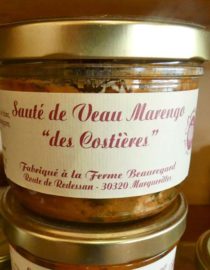 Sauté de Veau Marengo
"des Costières"
Fabriqué à la Ferme Beauregard
Route de Redessan - 30320 Marguerittes